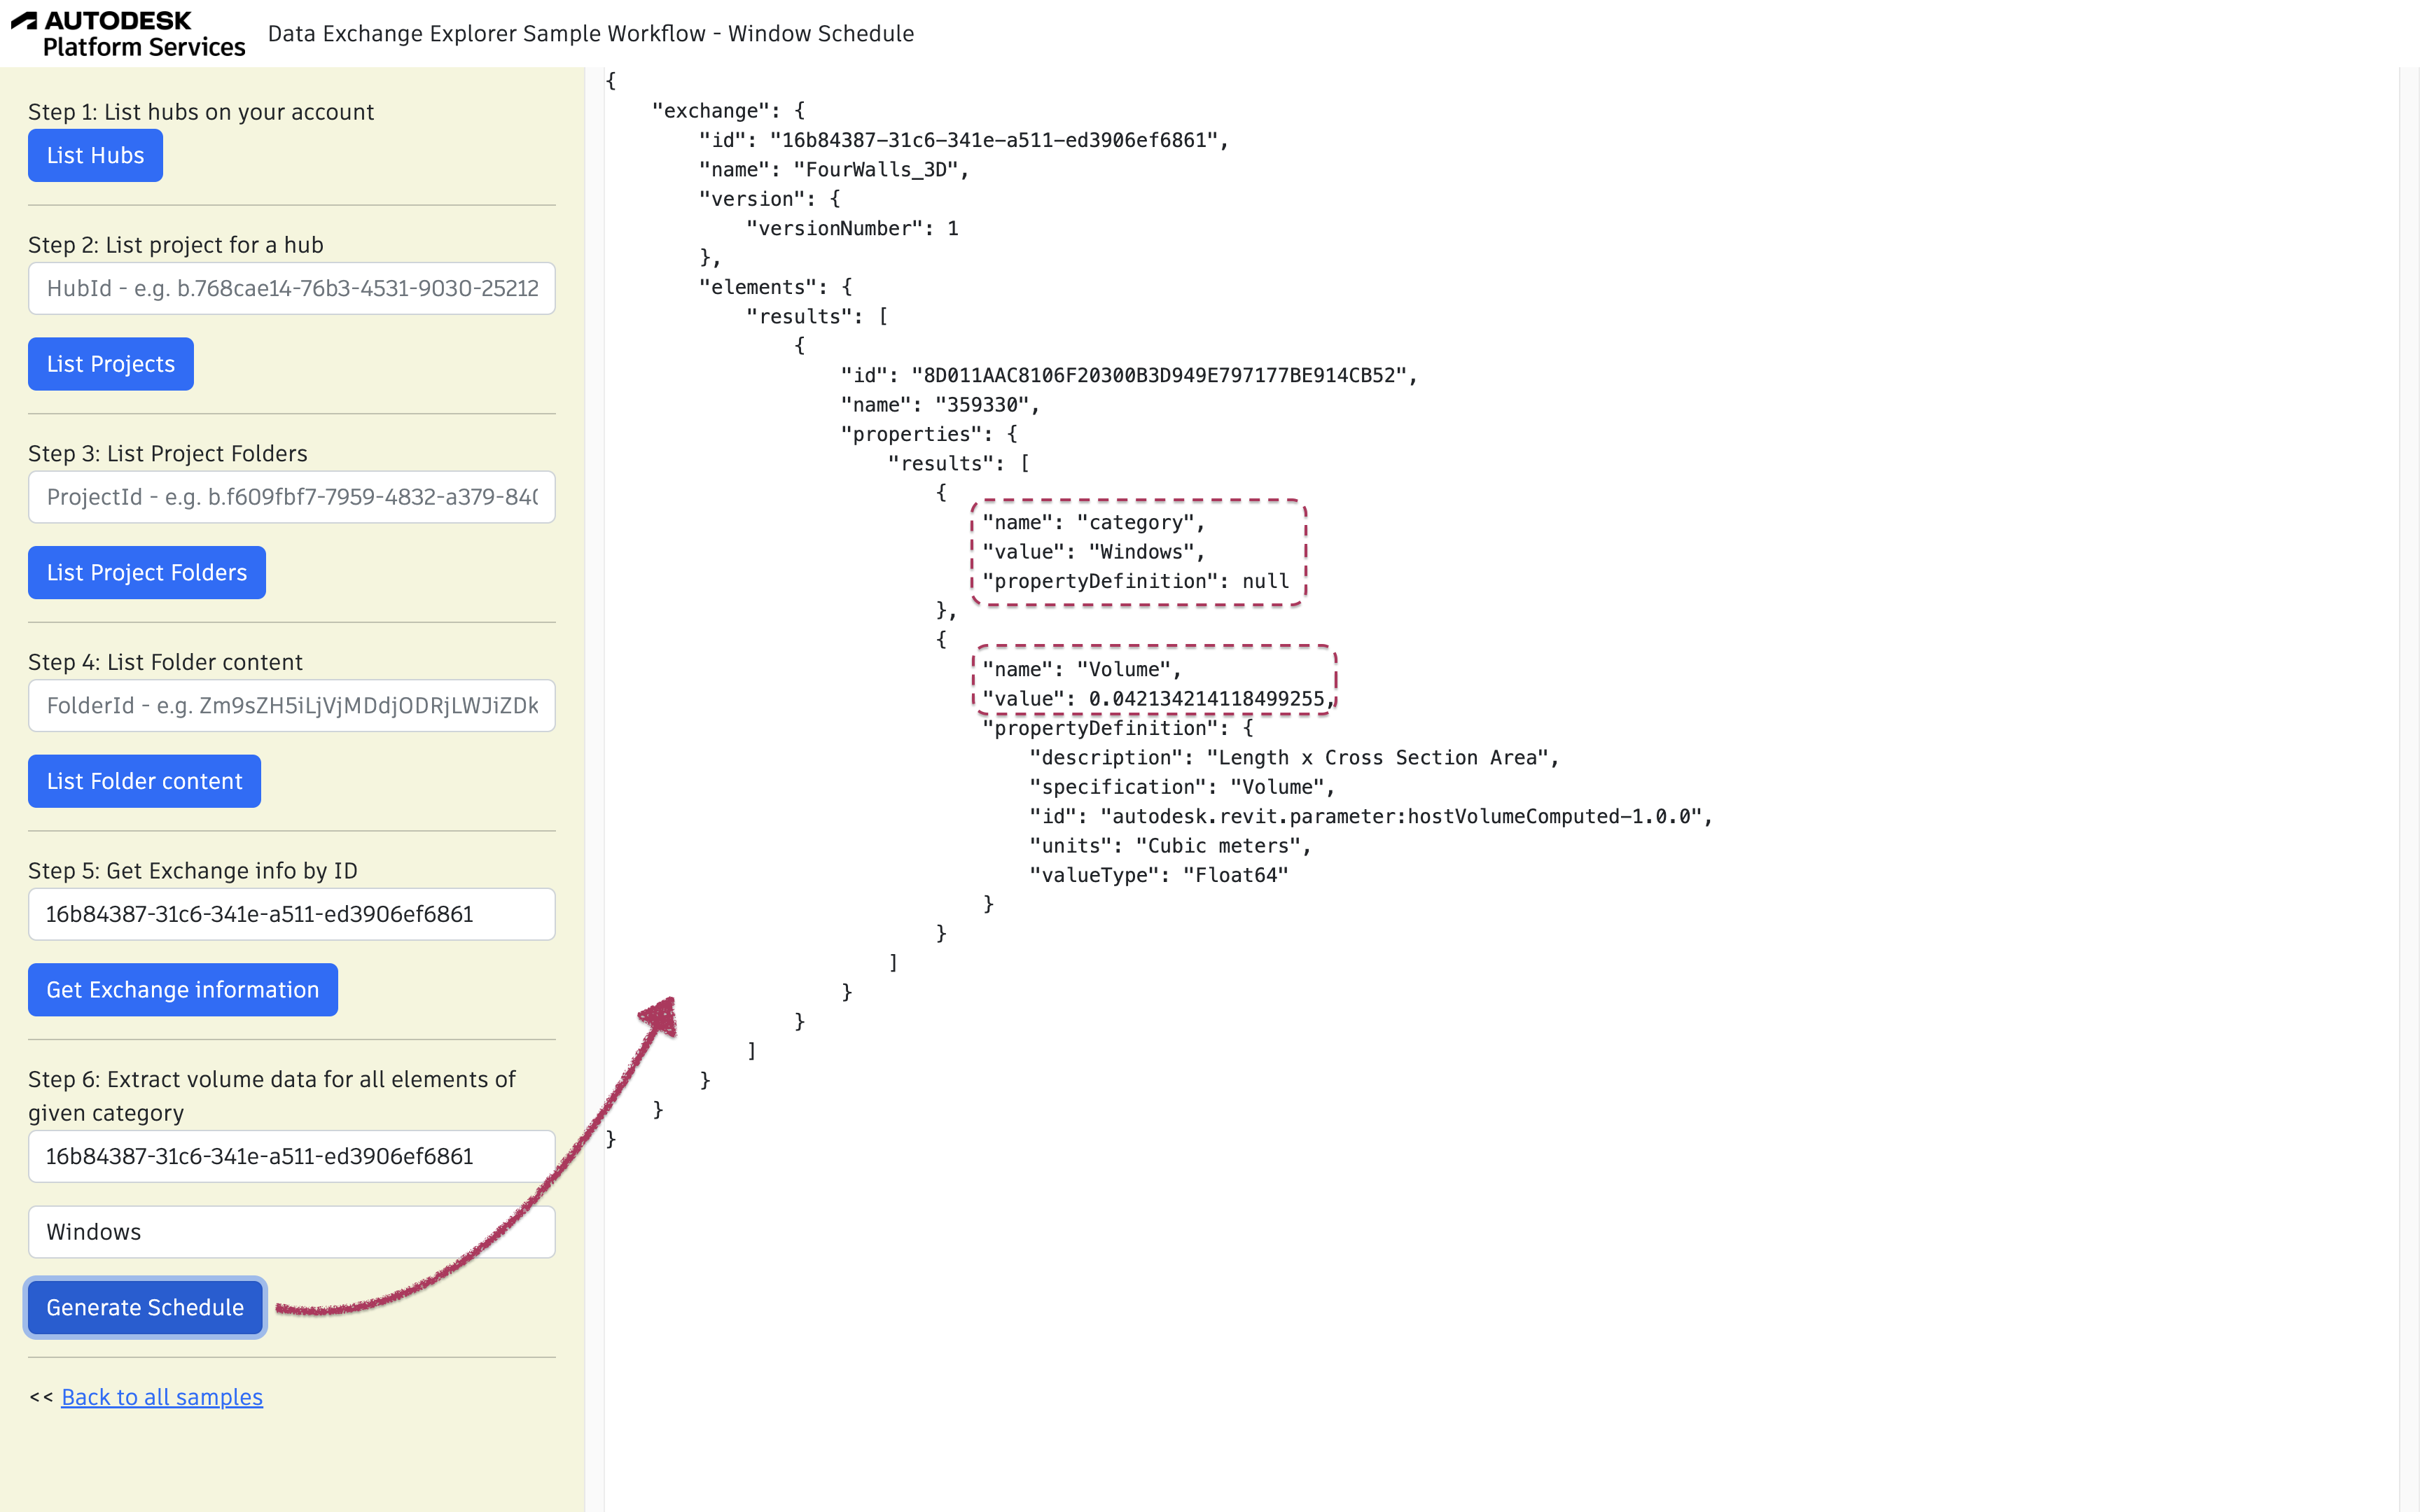 AUTODESK
Platform Services
Data Exchange Explorer Sample Workflow - Window Schedule
Step 1: List hubs on your account
List Hubs
Step 2: List project for a hub
HubId - e.g. b.768cae14-76b3-4531-9030-25212
List Projects
Step 3: List Project Folders
ProjectId - e.g. b.f609fbf7-7959-4832-a379-84(
List Project Folders
Step 4: List Folder content
FolderId - e.g. Zm9sZH5iLjVjMDdjODRjLWJiZDk
List Folder content
Step 5: Get Exchange info by ID
16b84387-31c6-341e-a511-ed3906ef6861
Get Exchange information
Step 6: Extract volume data for all elements of
given category
16b84387-31c6-341e-a511-ed3906ef6861
Windows
Generate Schedule
<< Back to all samples
{
"exchange": {
"id": "16b84387-31c6-341e-a511-ed3906ef6861",
"name": "FourWalls_3D",
"version": {
"versionNumber": 1
},
"elements": {
"results": [
{
"id": "8D011AAC8106F20300B3D949E797177BE914CB52",
"name": "359330",
"properties": {
"results": [
{
"name": "category",
"value": "Windows",
"propertyDefinition": null
},
{
"name": "Volume",
"value": 0.042134214118499255,
"propertyDefinition": {
"description": "Length x Cross Section Area",
"specification": "Volume",
"id": "autodesk.revit.parameter:hostVolumeComputed-1.0.0",
"units": "Cubic meters",
"valueType": "Float64"
}
}
]
}
}
]
}
}
}